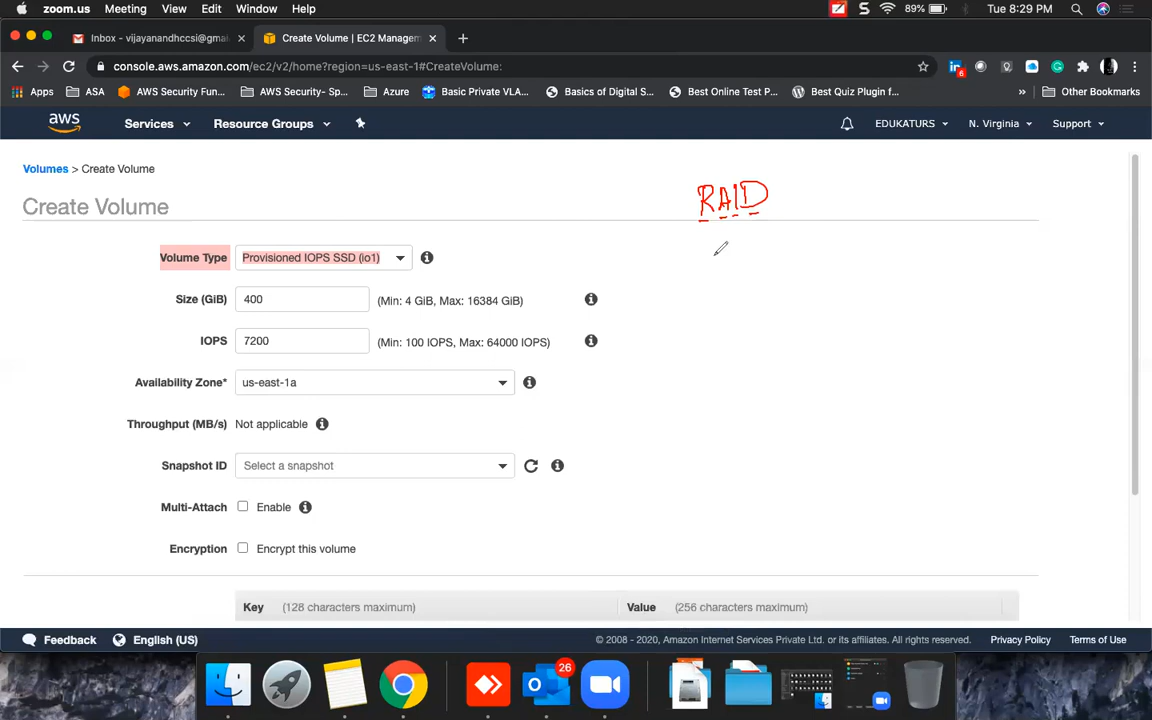 zoom.us Meeting View Edit Window Help 89% Tue 8:29 PM
Inbox - vijayanandhccsi@gmai Create Volume | EC2 Managem
console.aws.amazon.com/ec2/v2/home?region=us-east-1#CreateVolume: 6
Apps ASA AWS Security Fun... AWS Security- Sp... Azure Basic Private VLA... Basics of Digital S... Best Online Test P... Best Quiz Plugin f... » Other Bookmarks
aws Services Resource Groups EDUKATURS N. Virginia Support
Volumes > Create Volume
Create Volume
RAID
Volume Type Provisioned IOPS SSD (io1)
Size (GiB) 400 (Min: 4 GiB, Max: 16384 GiB)
IOPS 7200 (Min: 100 IOPS, Max: 64000 IOPS)
Availability Zone* us-east-1a
Throughput (MB/s) Not applicable
Snapshot ID Select a snapshot
Multi-Attach Enable
Encryption Encrypt this volume
Key (128 characters maximum) Value (256 characters maximum)
Feedback English (US) © 2008 - 2020, Amazon Internet Services Private Ltd. or its affiliates. All rights reserved. Privacy Policy Terms of Use
26